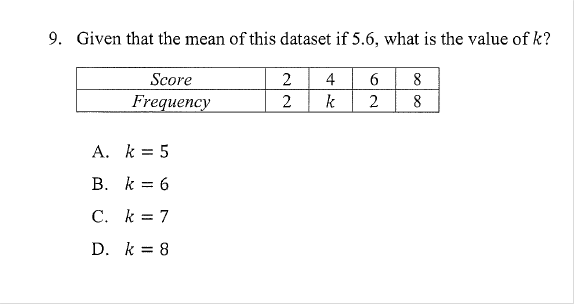 9. Given that the mean of this dataset if 5.6, what is the value of k?
Score 2 4 6 8
Frequency 2 k 2 8
A. k = 5
B. k = 6
C. k = 7
D. k = 8